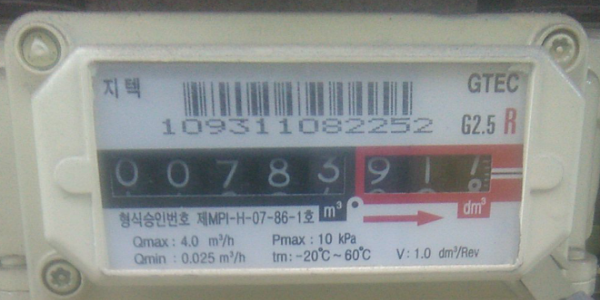 지텍
GTEC
109311082252
G2.5 R
00783 917
m³
dm³
형식승인번호 제MPI-H-07-86-1호
Qmax : 4.0 m³/h Pmax : 10 kPa
Qmin : 0.025 m³/h tm: -20°C ~ 60°C V : 1.0 dm³/Rev